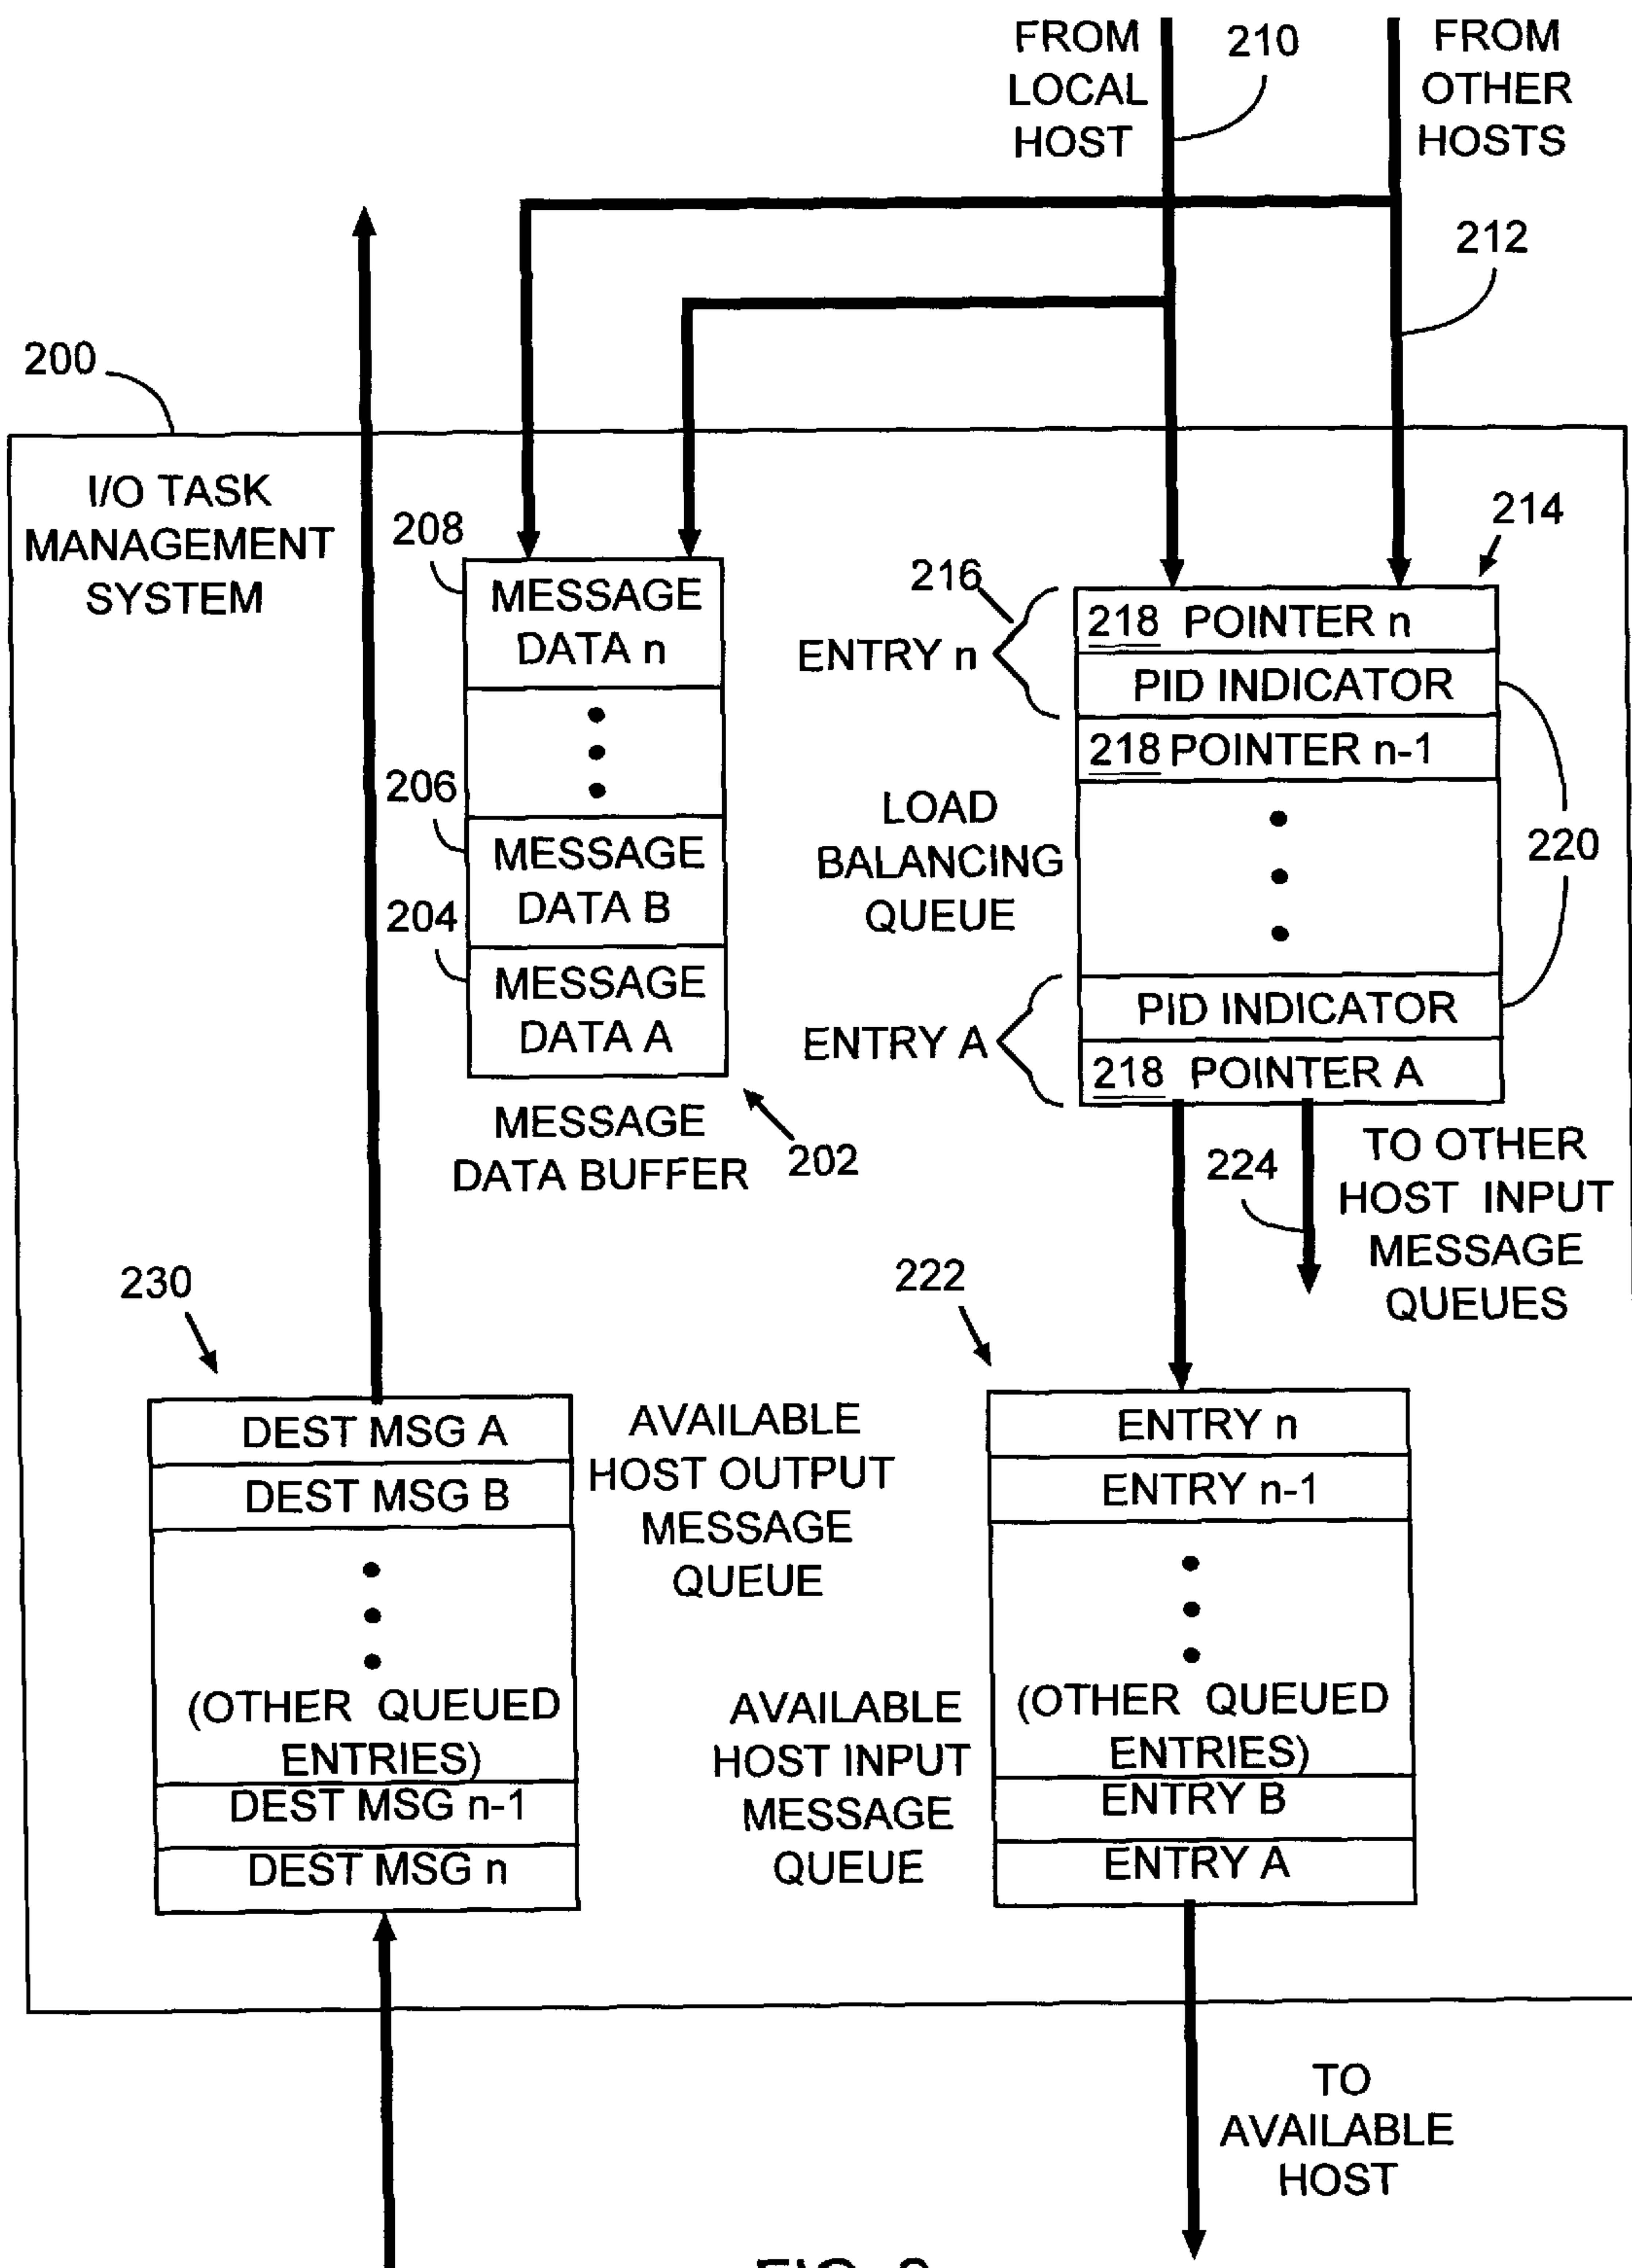 FROM
LOCAL
HOST
210
FROM
OTHER
HOSTS
212
200
I/O TASK
MANAGEMENT
SYSTEM
208
MESSAGE
DATA n
206
MESSAGE
DATA B
204
MESSAGE
DATA A
MESSAGE
DATA BUFFER
202
214
216
ENTRY n
218 POINTER n
PID INDICATOR
218 POINTER n-1
LOAD
BALANCING
QUEUE
220
PID INDICATOR
ENTRY A
218 POINTER A
224
TO OTHER
HOST INPUT
MESSAGE
QUEUES
230
DEST MSG A
DEST MSG B
(OTHER QUEUED
ENTRIES)
DEST MSG n-1
DEST MSG n
AVAILABLE
HOST OUTPUT
MESSAGE
QUEUE
222
ENTRY n
ENTRY n-1
(OTHER QUEUED
ENTRIES)
ENTRY B
ENTRY A
AVAILABLE
HOST INPUT
MESSAGE
QUEUE
TO
AVAILABLE
HOST